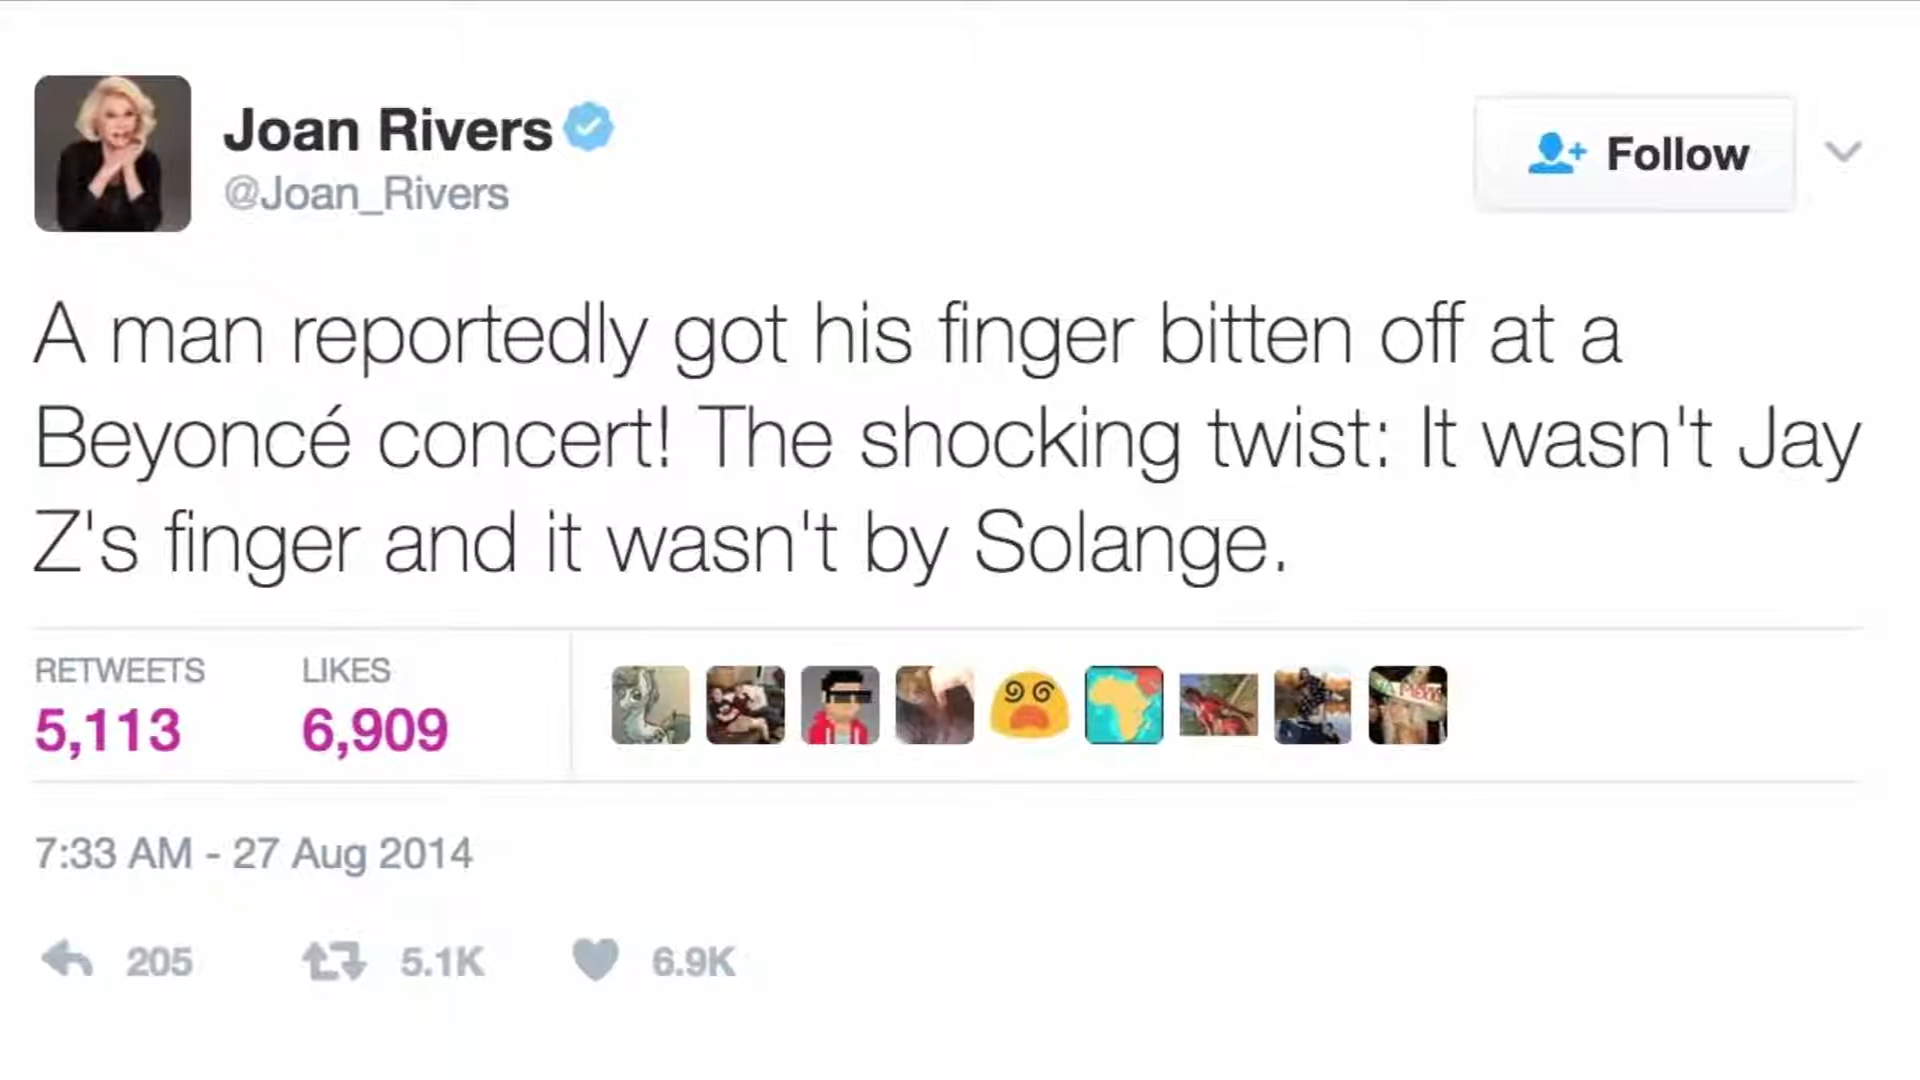 Joan Rivers
@Joan_Rivers
Follow
A man reportedly got his finger bitten off at a
Beyoncé concert! The shocking twist: It wasn't Jay
Z's finger and it wasn't by Solange.
RETWEETS LIKES
5,113 6,909
7:33 AM - 27 Aug 2014
205 5.1K 6.9K